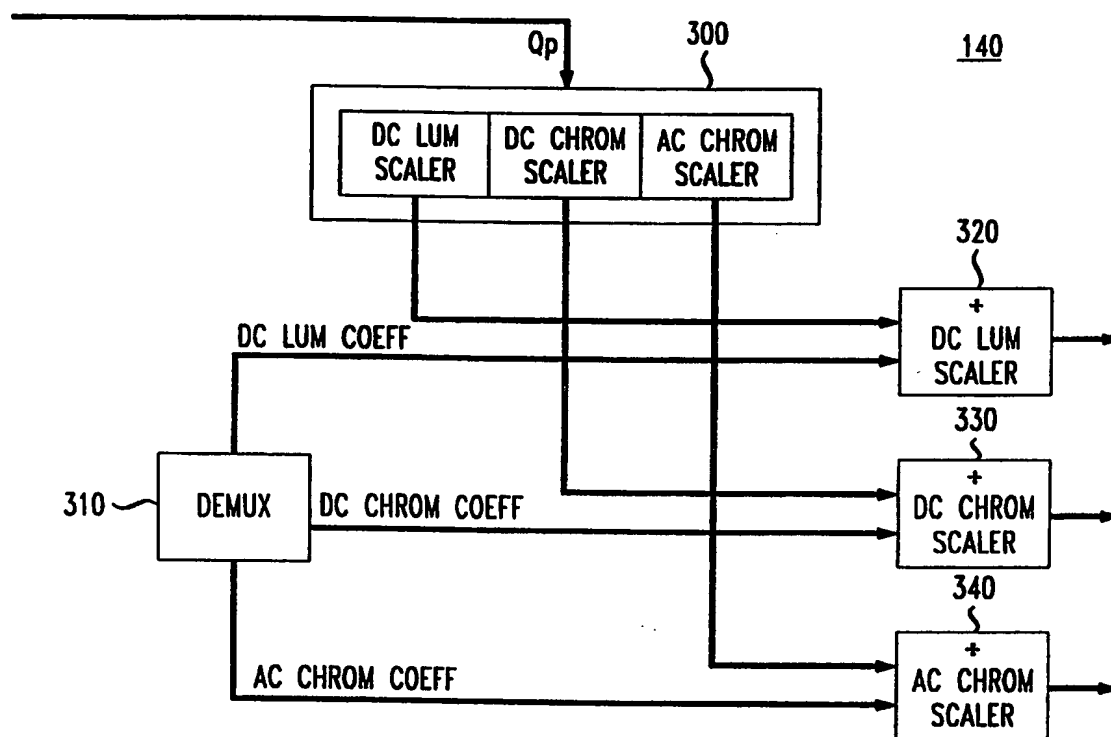 Qp
300
140
DC LUM
SCALER
DC CHROM
SCALER
AC CHROM
SCALER
320
+
DC LUM
SCALER
DC LUM COEFF
330
+
DC CHROM
SCALER
310
DEMUX
DC CHROM COEFF
340
+
AC CHROM
SCALER
AC CHROM COEFF